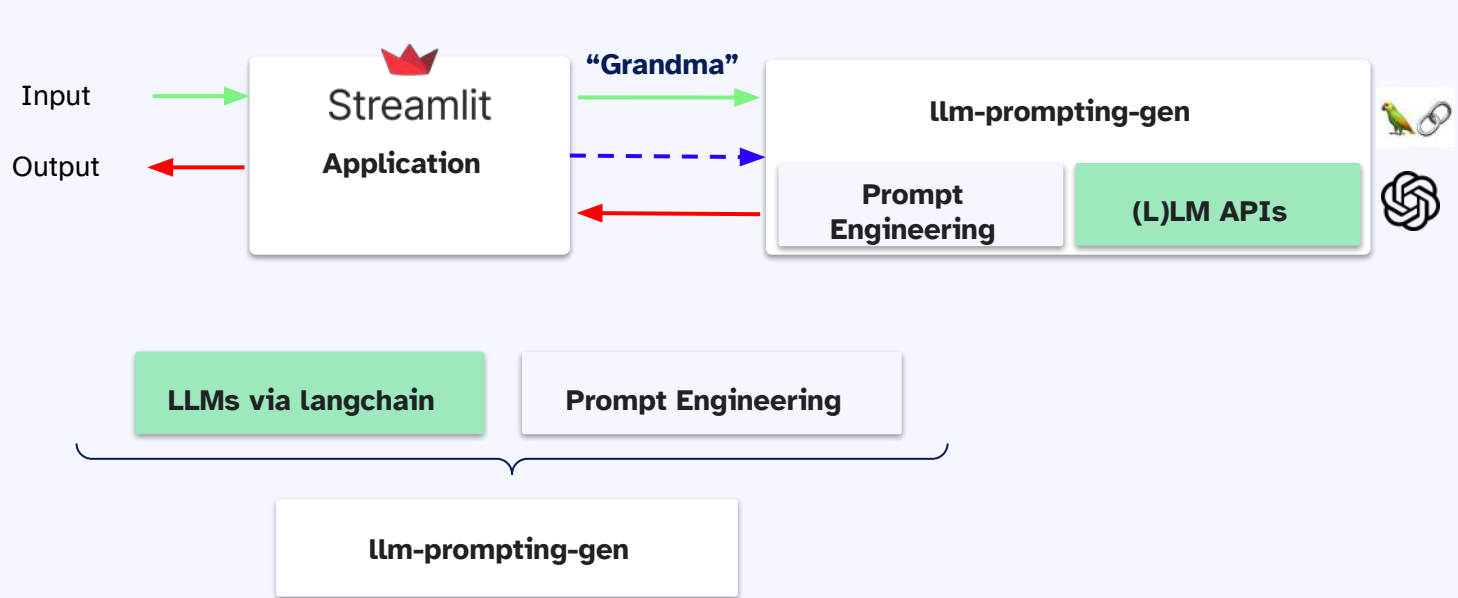 Input
Output
Streamlit
Application
“Grandma”
llm-prompting-gen
Prompt
Engineering
(L)LM APIs
LLMs via langchain
Prompt Engineering
llm-prompting-gen